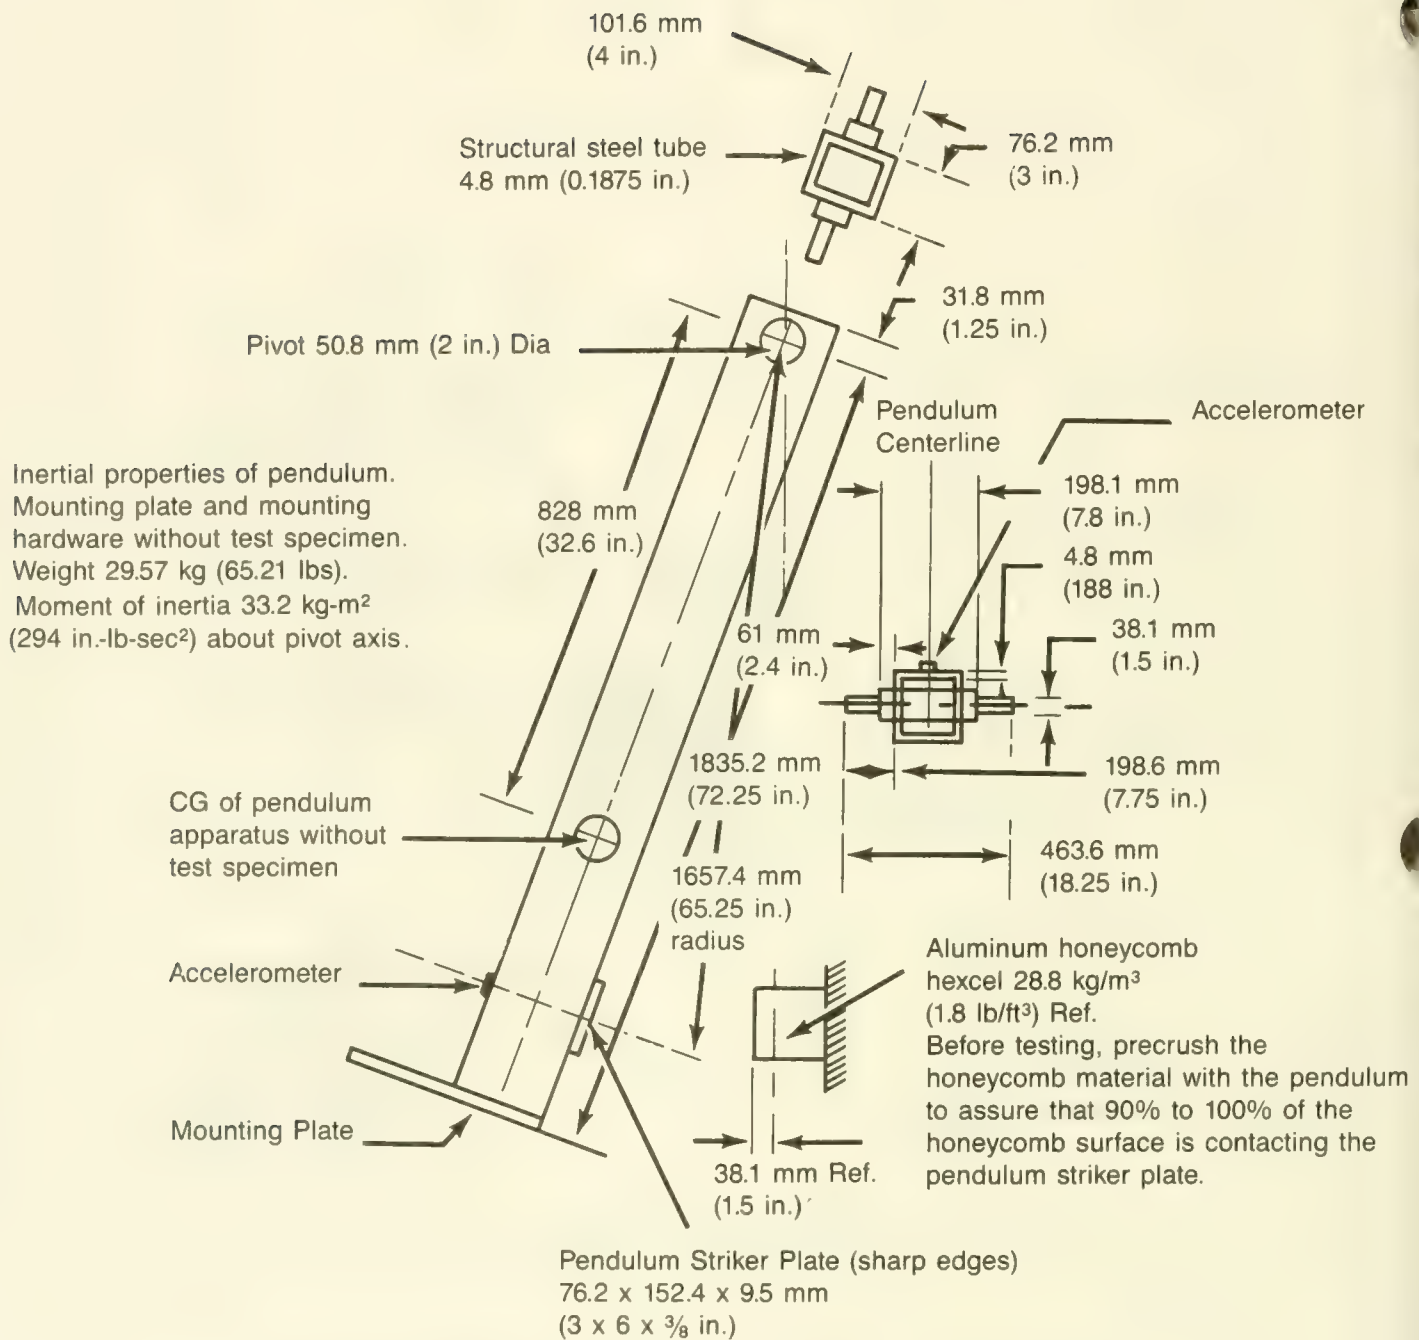 101.6 mm
(4 in.)
Structural steel tube
4.8 mm (0.1875 in.)
76.2 mm
(3 in.)
31.8 mm
(1.25 in.)
Pivot 50.8 mm (2 in.) Dia
Pendulum
Centerline
Accelerometer
Inertial properties of pendulum.
Mounting plate and mounting
hardware without test specimen.
Weight 29.57 kg (65.21 lbs).
Moment of inertia 33.2 kg-m²
(294 in.-lb-sec²) about pivot axis.
828 mm
(32.6 in.)
198.1 mm
(7.8 in.)
4.8 mm
(188 in.)
38.1 mm
(1.5 in.)
61 mm
(2.4 in.)
1835.2 mm
(72.25 in.)
198.6 mm
(7.75 in.)
CG of pendulum
apparatus without
test specimen
463.6 mm
(18.25 in.)
1657.4 mm
(65.25 in.)
radius
Accelerometer
Aluminum honeycomb
hexcel 28.8 kg/m³
(1.8 lb/ft³) Ref.
Before testing, precrush the
honeycomb material with the pendulum
to assure that 90% to 100% of the
honeycomb surface is contacting the
pendulum striker plate.
Mounting Plate
38.1 mm Ref.
(1.5 in.)
Pendulum Striker Plate (sharp edges)
76.2 x 152.4 x 9.5 mm
(3 x 6 x ⅜ in.)